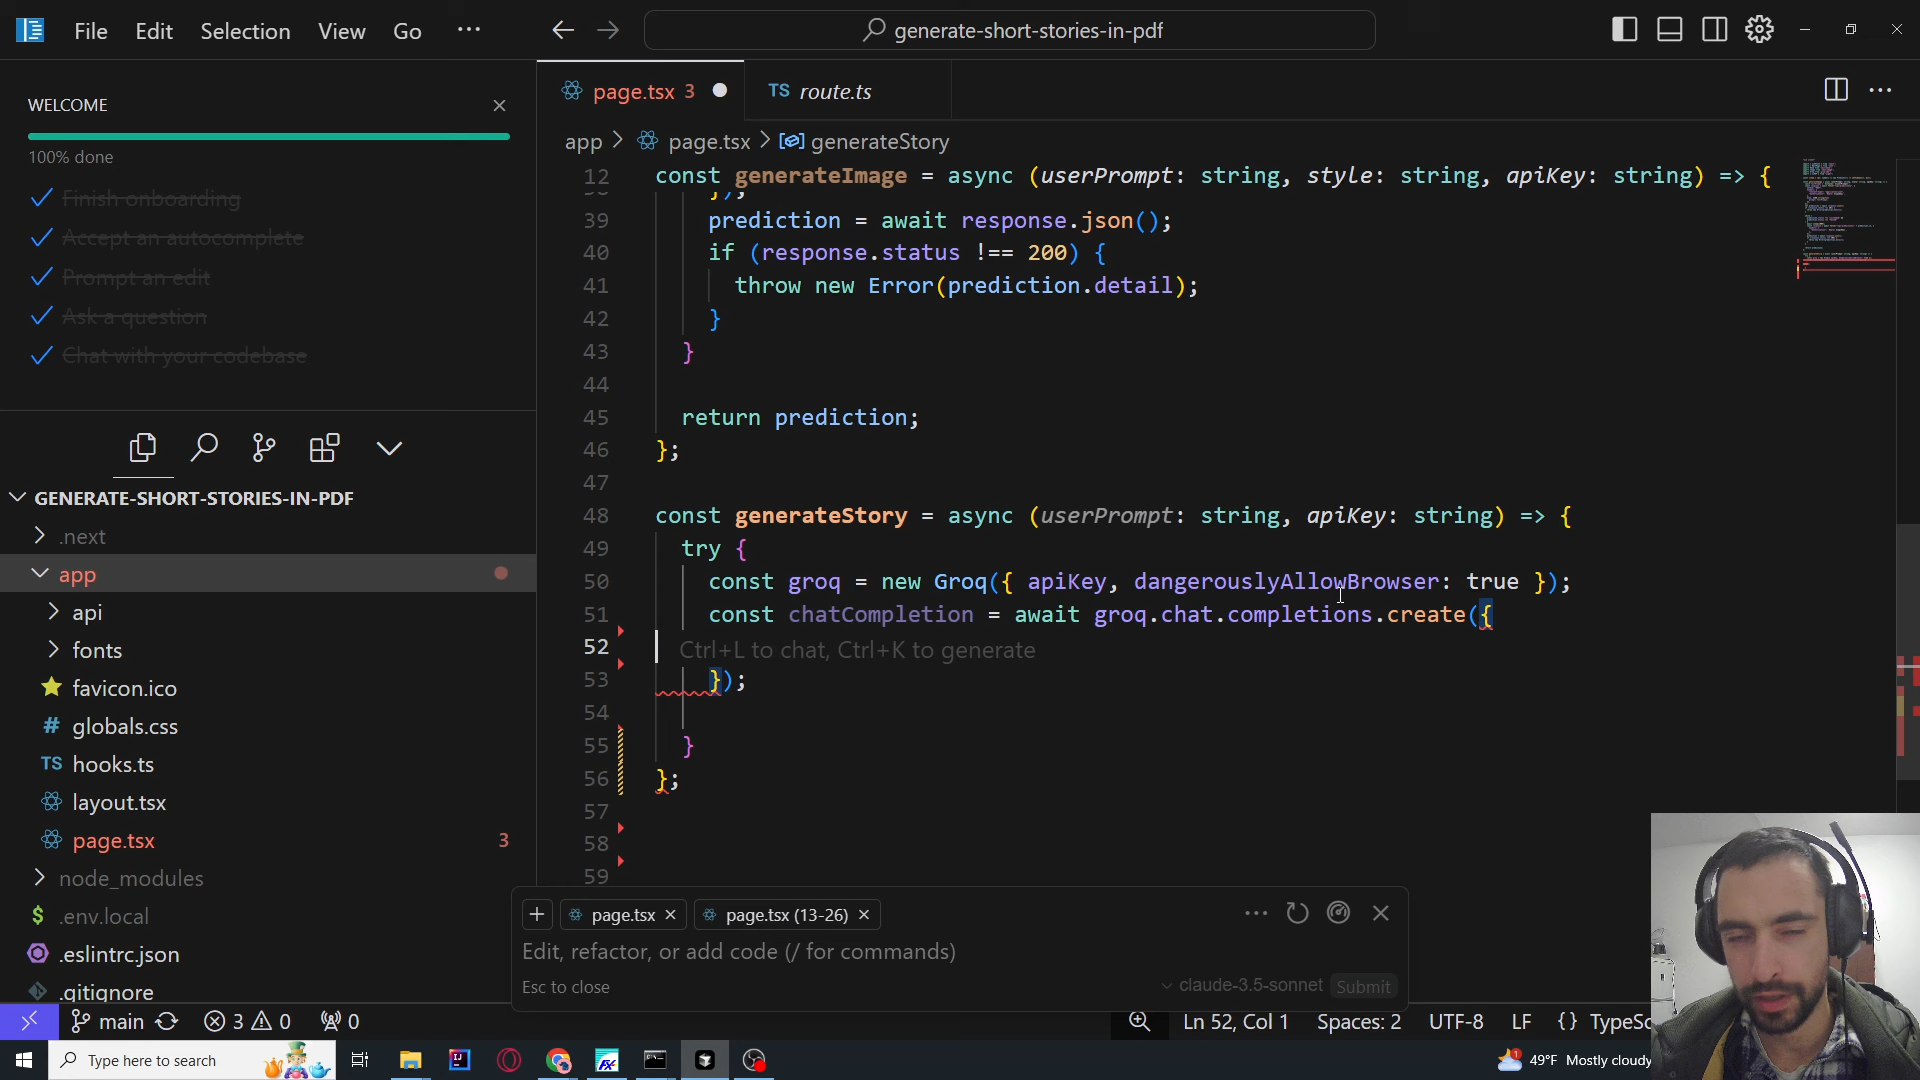 File Edit Selection View Go ···
generate-short-stories-in-pdf
WELCOME
100% done
Finish onboarding
Accept an autocomplete
Prompt an edit
Ask a question
Chat with your codebase
GENERATE-SHORT-STORIES-IN-PDF
.next
app
api
fonts
favicon.ico
# globals.css
TS hooks.ts
layout.tsx
page.tsx 3
node_modules
$ .env.local
.eslintrc.json
.gitignore
page.tsx 3
TS route.ts
app > page.tsx > generateStory
12 const generateImage = async (userPrompt: string, style: string, apiKey: string) => {
39 prediction = await response.json();
40 if (response.status !== 200) {
41 throw new Error(prediction.detail);
42 }
43 }
44
45 return prediction;
46 };
47
48 const generateStory = async (userPrompt: string, apiKey: string) => {
49 try {
50 const groq = new Groq({ apiKey, dangerouslyAllowBrowser: true });
51 const chatCompletion = await groq.chat.completions.create({
52 Ctrl+L to chat, Ctrl+K to generate
53 });
54
55 }
56 };
57
58
59
+ page.tsx × page.tsx (13-26) ×
Edit, refactor, or add code (/ for commands)
Esc to close
claude-3.5-sonnet Submit
main 3 0 0
Ln 52, Col 1 Spaces: 2 UTF-8 LF {} TypeSc
Type here to search
1 49°F Mostly cloudy